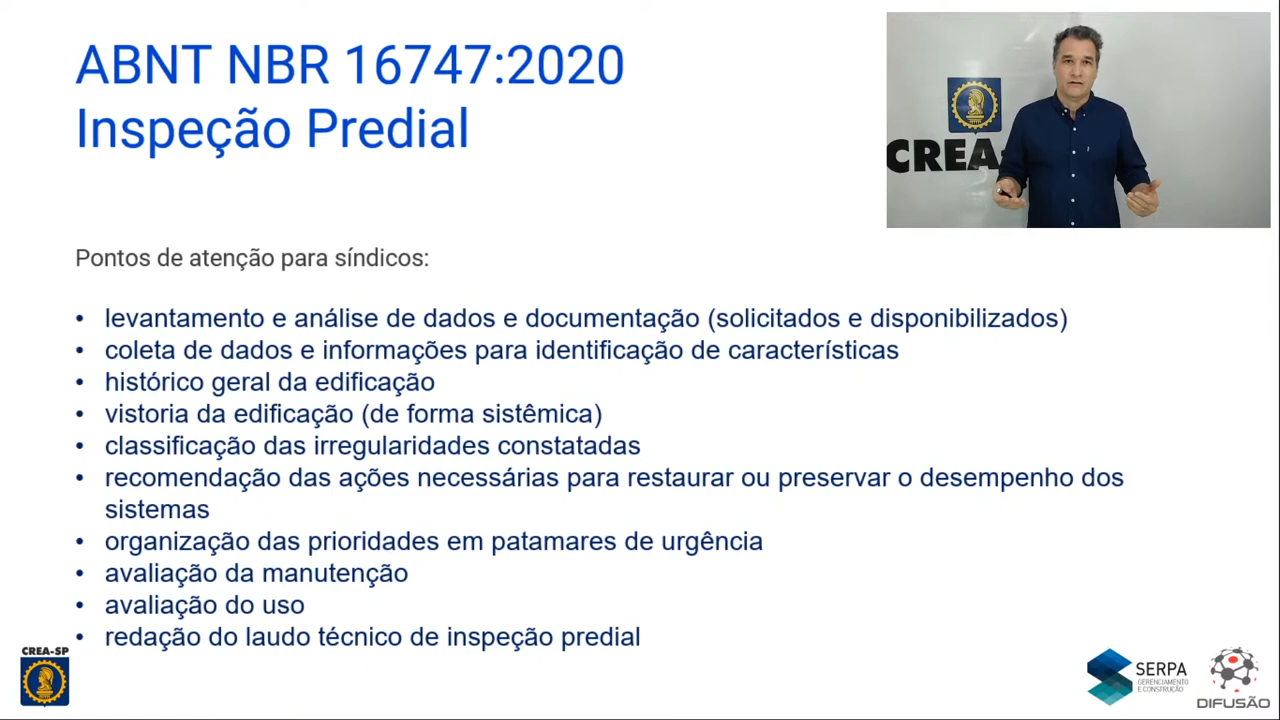 ABNT NBR 16747:2020
Inspeção Predial
CREA-
Pontos de atenção para síndicos:
• levantamento e análise de dados e documentação (solicitados e disponibilizados)
• coleta de dados e informações para identificação de características
• histórico geral da edificação
• vistoria da edificação (de forma sistêmica)
• classificação das irregularidades constatadas
• recomendação das ações necessárias para restaurar ou preservar o desempenho dos
sistemas
• organização das prioridades em patamares de urgência
• avaliação da manutenção
• avaliação do uso
• redação do laudo técnico de inspeção predial
CREA-SP
SERPA
GERENCIAMENTO
E CONSTRUÇÃO
DIFUSÃO